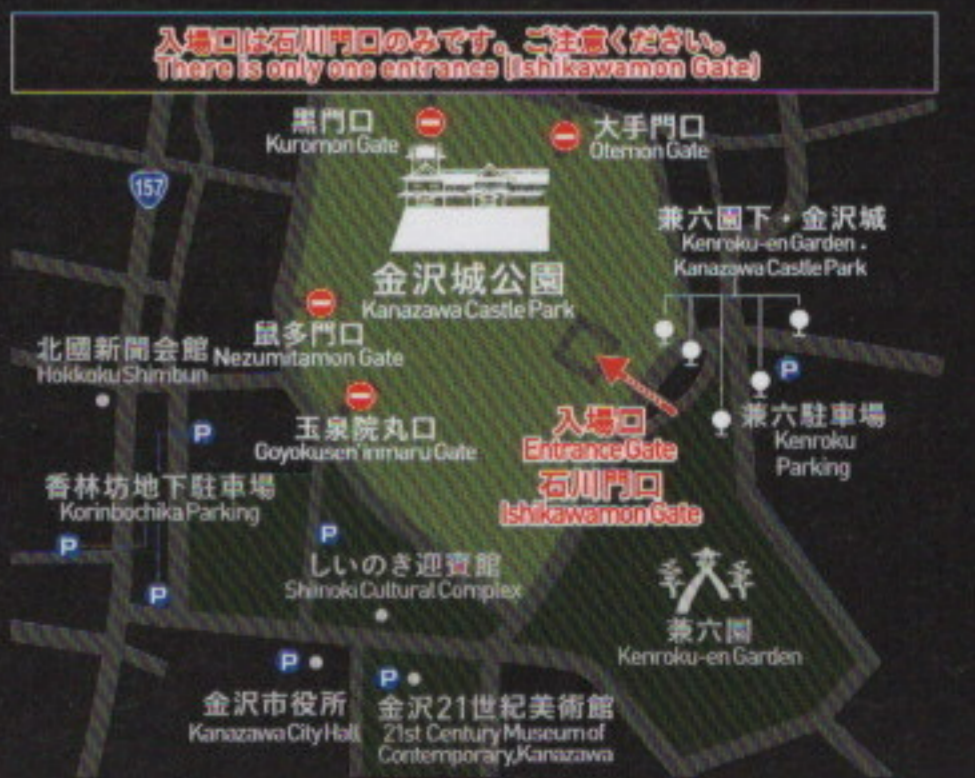 入場口は石川門口のみです。ご注意ください。
There is only one entrance (Ishikawamon Gate)
黒門口
Kuromon Gate
大手門口
Otemon Gate
157
兼六園下・金沢城
Kenroku-en Garden・
Kanazawa Castle Park
金沢城公園
Kanazawa Castle Park
鼠多門口
Nezumitamon Gate
北國新聞会館
Hokkoku Shimbun
P
玉泉院丸口
Gyokusen'inmaru Gate
入場口
Entrance Gate
石川門口
Ishikawamon Gate
兼六駐車場
Kenroku
Parking
P
香林坊地下駐車場
Korinbochika Parking
P
P
P
しいのき迎賓館
Shiinoki Cultural Complex
兼六園
Kenroku-en Garden
P
金沢市役所
Kanazawa City Hall
P
金沢21世紀美術館
21st Century Museum of
Contemporary,Kanazawa